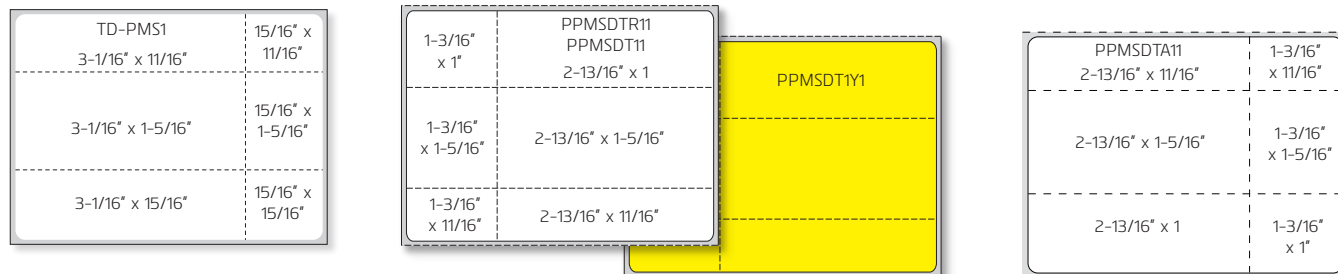 TD-PMS1
3-1/16" x 11/16"
15/16" x
11/16"
3-1/16" x 1-5/16"
15/16" x
1-5/16"
3-1/16" x 15/16"
15/16" x
15/16"
1-3/16"
x 1"
PPMSDTR11
PPMSDT11
2-13/16" x 1
1-3/16"
x 1-5/16"
2-13/16" x 1-5/16"
1-3/16"
x 11/16"
2-13/16" x 11/16"
PPMSDT1Y1
PPMSDTA11
2-13/16" x 11/16"
1-3/16"
x 11/16"
2-13/16" x 1-5/16"
1-3/16"
x 1-5/16"
2-13/16" x 1
1-3/16"
x 1"